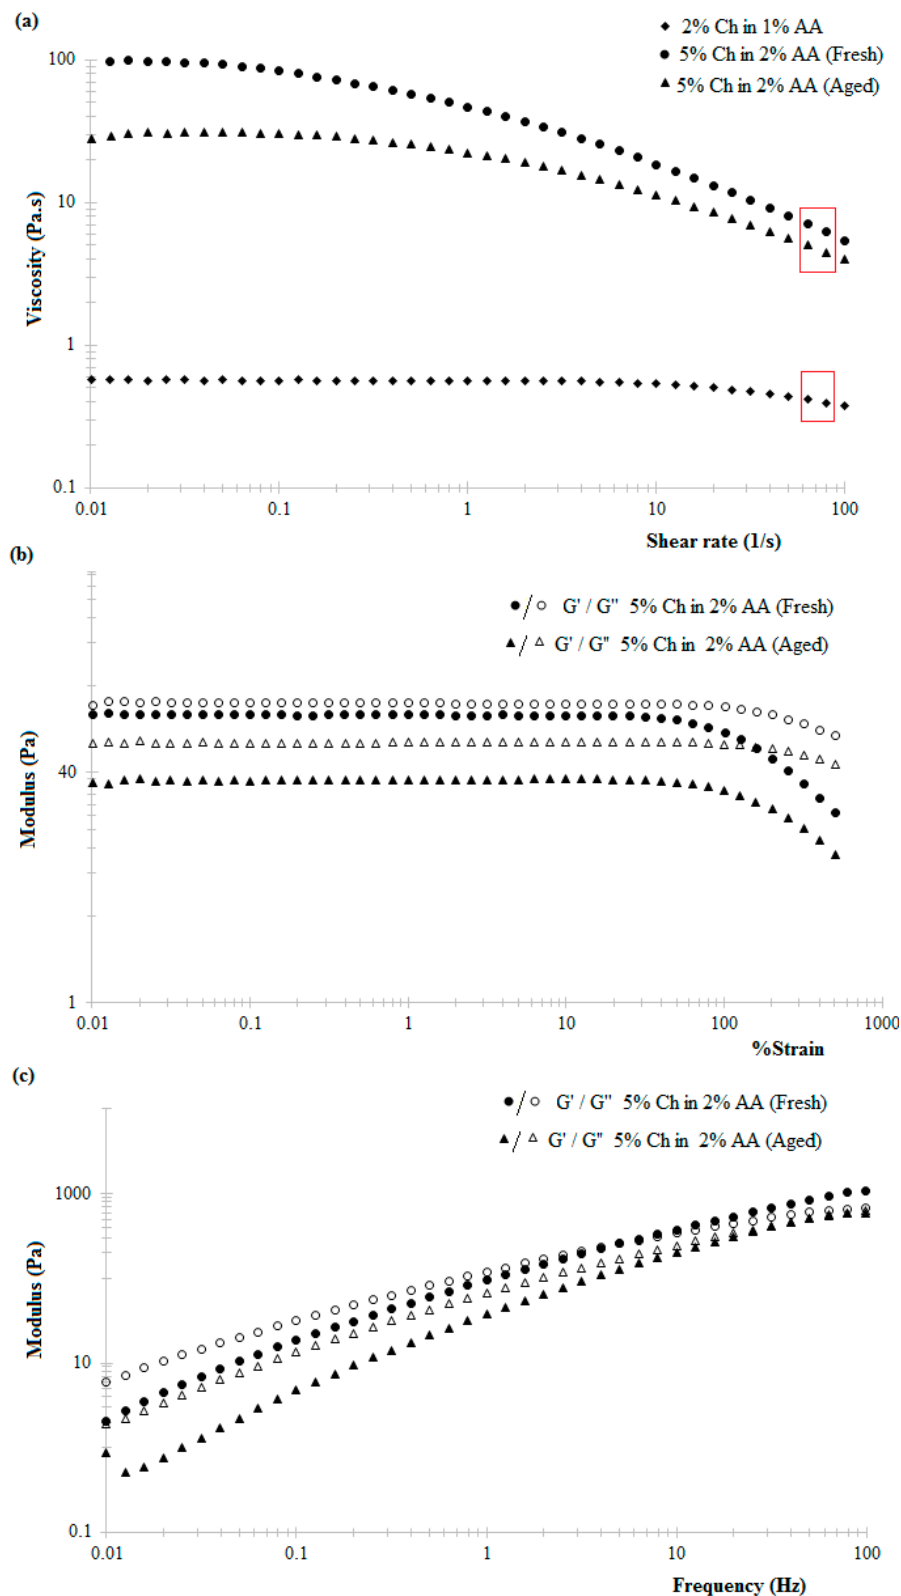 (a)
2% Ch in 1% AA
5% Ch in 2% AA (Fresh)
5% Ch in 2% AA (Aged)
100
10
1
0.1
Viscosity (Pa.s)
0.01 0.1 1 10 100
Shear rate (1/s)
(b)
G' / G'' 5% Ch in 2% AA (Fresh)
G' / G'' 5% Ch in 2% AA (Aged)
40
1
Modulus (Pa)
0.01 0.1 1 10 100 1000
%Strain
(c)
G' / G'' 5% Ch in 2% AA (Fresh)
G' / G'' 5% Ch in 2% AA (Aged)
1000
10
0.1
Modulus (Pa)
0.01 0.1 1 10 100
Frequency (Hz)